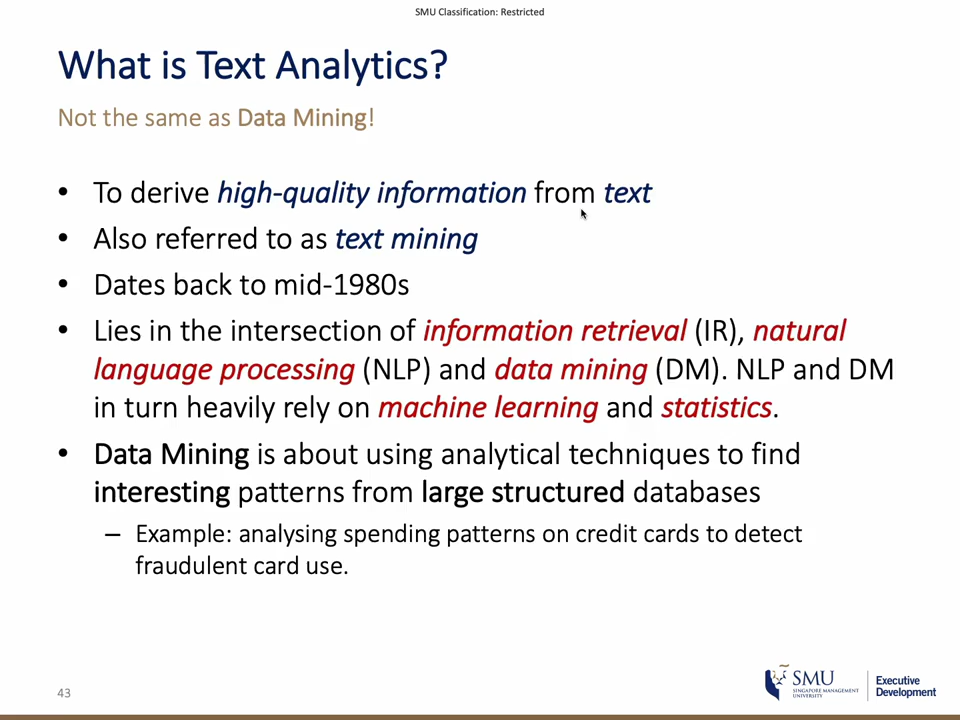 SMU Classification: Restricted
What is Text Analytics?
Not the same as Data Mining!
• To derive high-quality information from text
• Also referred to as text mining
• Dates back to mid-1980s
• Lies in the intersection of information retrieval (IR), natural
language processing (NLP) and data mining (DM). NLP and DM
in turn heavily rely on machine learning and statistics.
• Data Mining is about using analytical techniques to find
interesting patterns from large structured databases
– Example: analysing spending patterns on credit cards to detect
fraudulent card use.
43
SMU
SINGAPORE MANAGEMENT
UNIVERSITY
Executive
Development